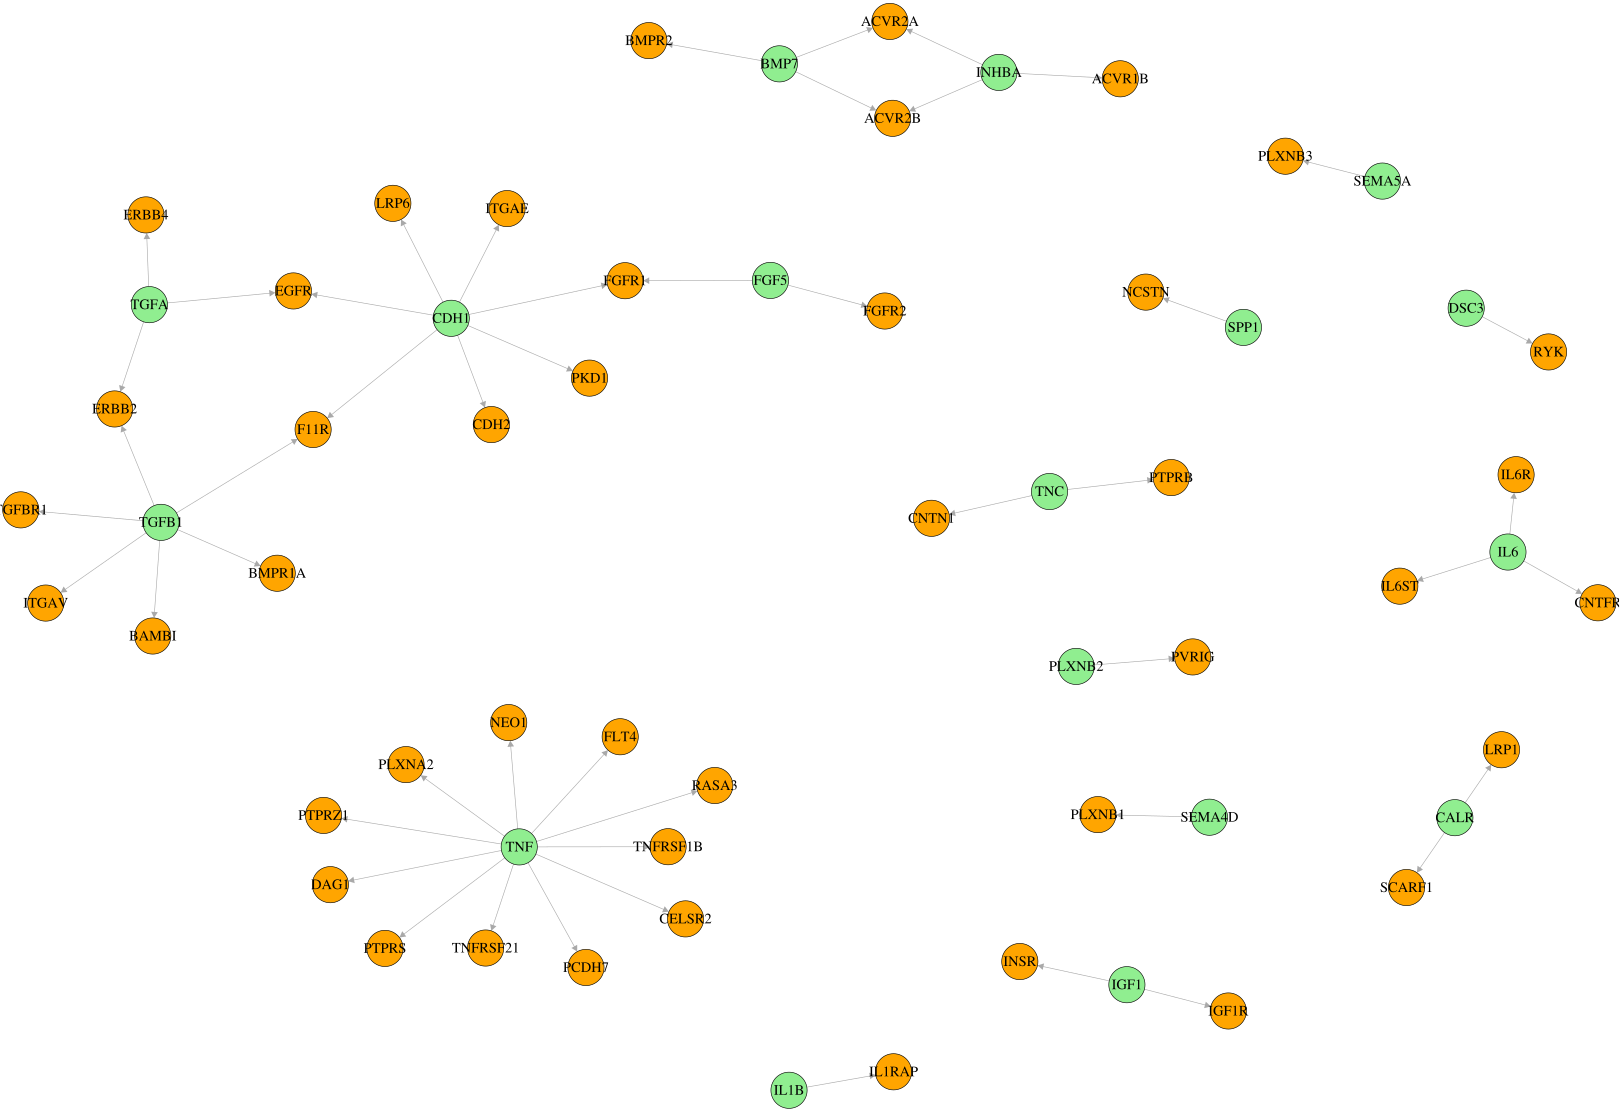 ACVR2A
BMPR2
BMP7
INHBA
ACVR1B
ACVR2B
PLXNB3
SEMA5A
LRP6
ITGAE
ERBB4
FGFR1
FGF5
EGFR
TGFA
CDH1
FGFR2
NCSTN
SPP1
DSC3
RYK
PKD1
ERBB2
F11R
CDH2
IL6R
PTPRB
TNC
CNTN1
TGFBR1
TGFB1
IL6
BMPR1A
IL6ST
CNTFR
ITGAV
BAMBI
PVRIG
PLXNB2
NEO1
FLT4
LRP1
PLXNA2
RASA3
PTPRZ1
PLXNB1
SEMA4D
CALR
TNF
TNFRSF1B
DAG1
SCARF1
CELSR2
PTPRS
TNFRSF21
PCDH7
INSR
IGF1
IGF1R
IL1RAP
IL1B